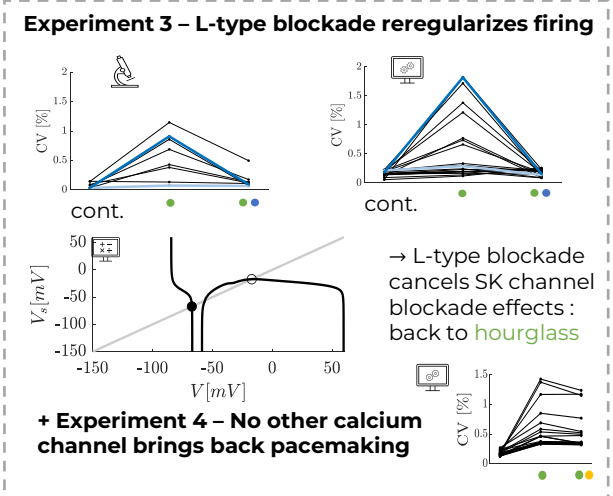 Experiment 3 – L-type blockade reregularizes firing
CV [%]
2
1.5
1
0.5
0
cont.
CV [%]
2
1.5
1
0.5
0
cont.
V_s[mV]
50
0
-50
-100
-150
-150 -100 -50 0 50
V[mV]
→ L-type blockade
cancels SK channel
blockade effects :
back to hourglass
+ Experiment 4 – No other calcium
channel brings back pacemaking
CV [%]
1.5
1
0.5
0